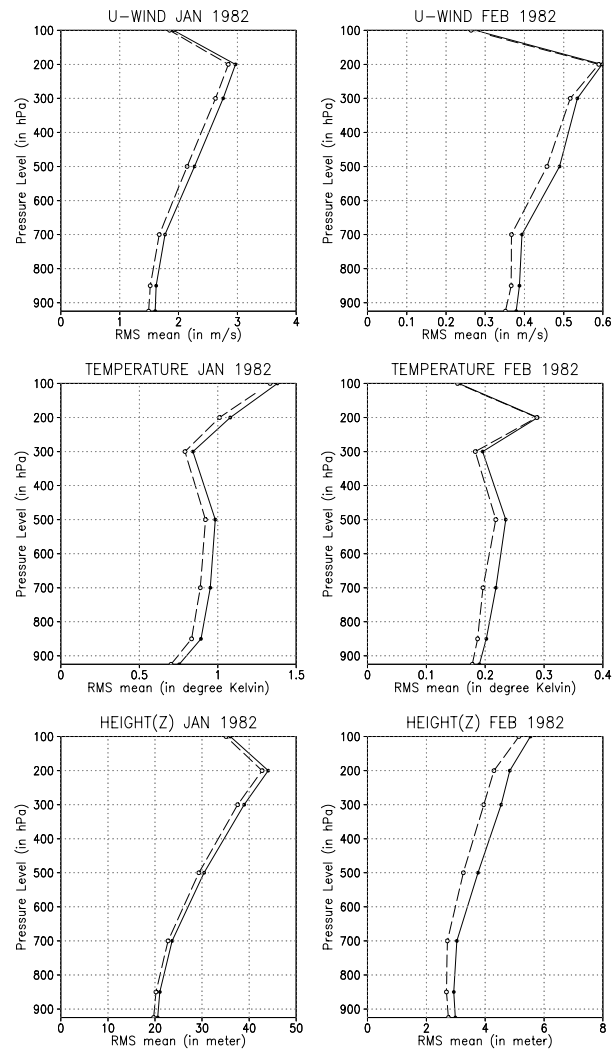 U-WIND JAN 1982
100
200
300
400
500
600
700
800
900
Pressure Level (in hPa)
0 1 2 3 4
RMS mean (in m/s)
U-WIND FEB 1982
100
200
300
400
500
600
700
800
900
Pressure Level (in hPa)
0 0.1 0.2 0.3 0.4 0.5 0.6
RMS mean (in m/s)
TEMPERATURE JAN 1982
100
200
300
400
500
600
700
800
900
Pressure Level (in hPa)
0 0.5 1 1.5
RMS mean (in degree Kelvin)
TEMPERATURE FEB 1982
100
200
300
400
500
600
700
800
900
Pressure Level (in hPa)
0 0.1 0.2 0.3 0.4
RMS mean (in degree Kelvin)
HEIGHT(Z) JAN 1982
100
200
300
400
500
600
700
800
900
Pressure Level (in hPa)
0 10 20 30 40 50
RMS mean (in meter)
HEIGHT(Z) FEB 1982
100
200
300
400
500
600
700
800
900
Pressure Level (in hPa)
0 2 4 6 8
RMS mean (in meter)